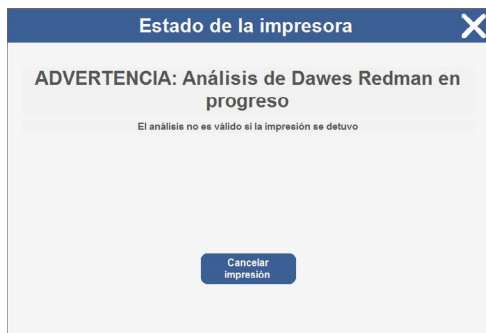 Estado de la impresora
ADVERTENCIA: Análisis de Dawes Redman en
progreso
El análisis no es válido si la impresión se detuvo
Cancelar
impresión